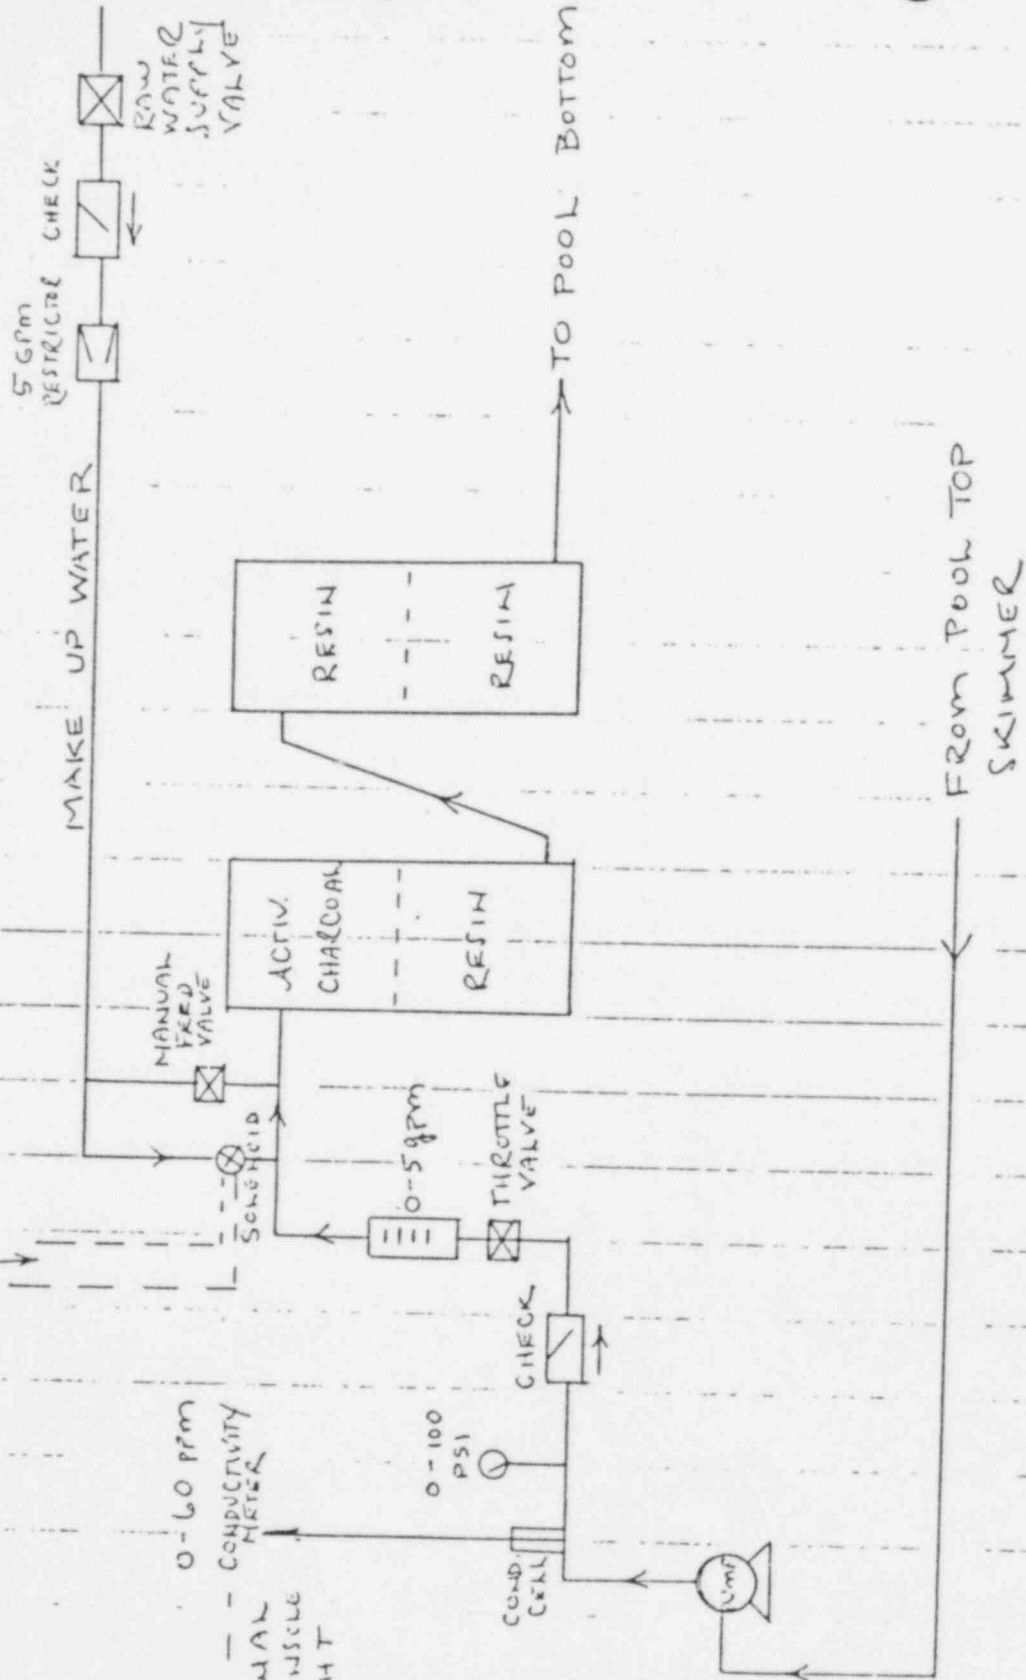 RAW
WATER
SUPPLY
VALVE
CHECK
5 GPM
RESTRICTOR
MAKE UP WATER
TO POOL BOTTOM
RESIN
RESIN
ACTIV.
CHARCOAL
RESIN
MANUAL
FEED
VALVE
SOLENOID
0-5 gpm
THROTTLE
VALVE
CHECK
0-100
PSI
0-60 ppm
CONDUCTIVITY
METER
COND.
CELL
FROM POOL TOP
SKIMMER